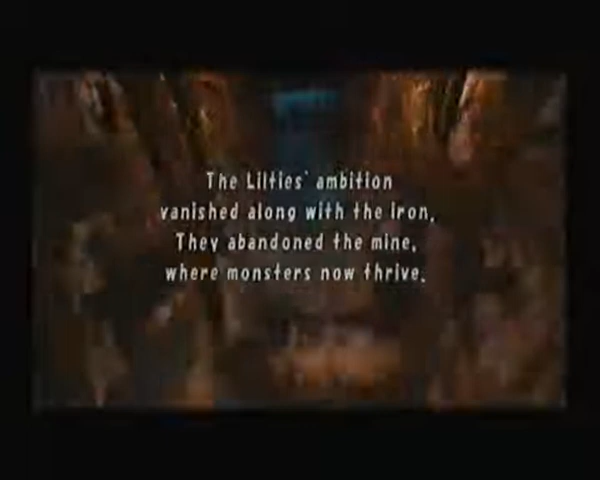 The Lilties' ambition
vanished along with the iron.
They abandoned the mine,
where monsters now thrive.